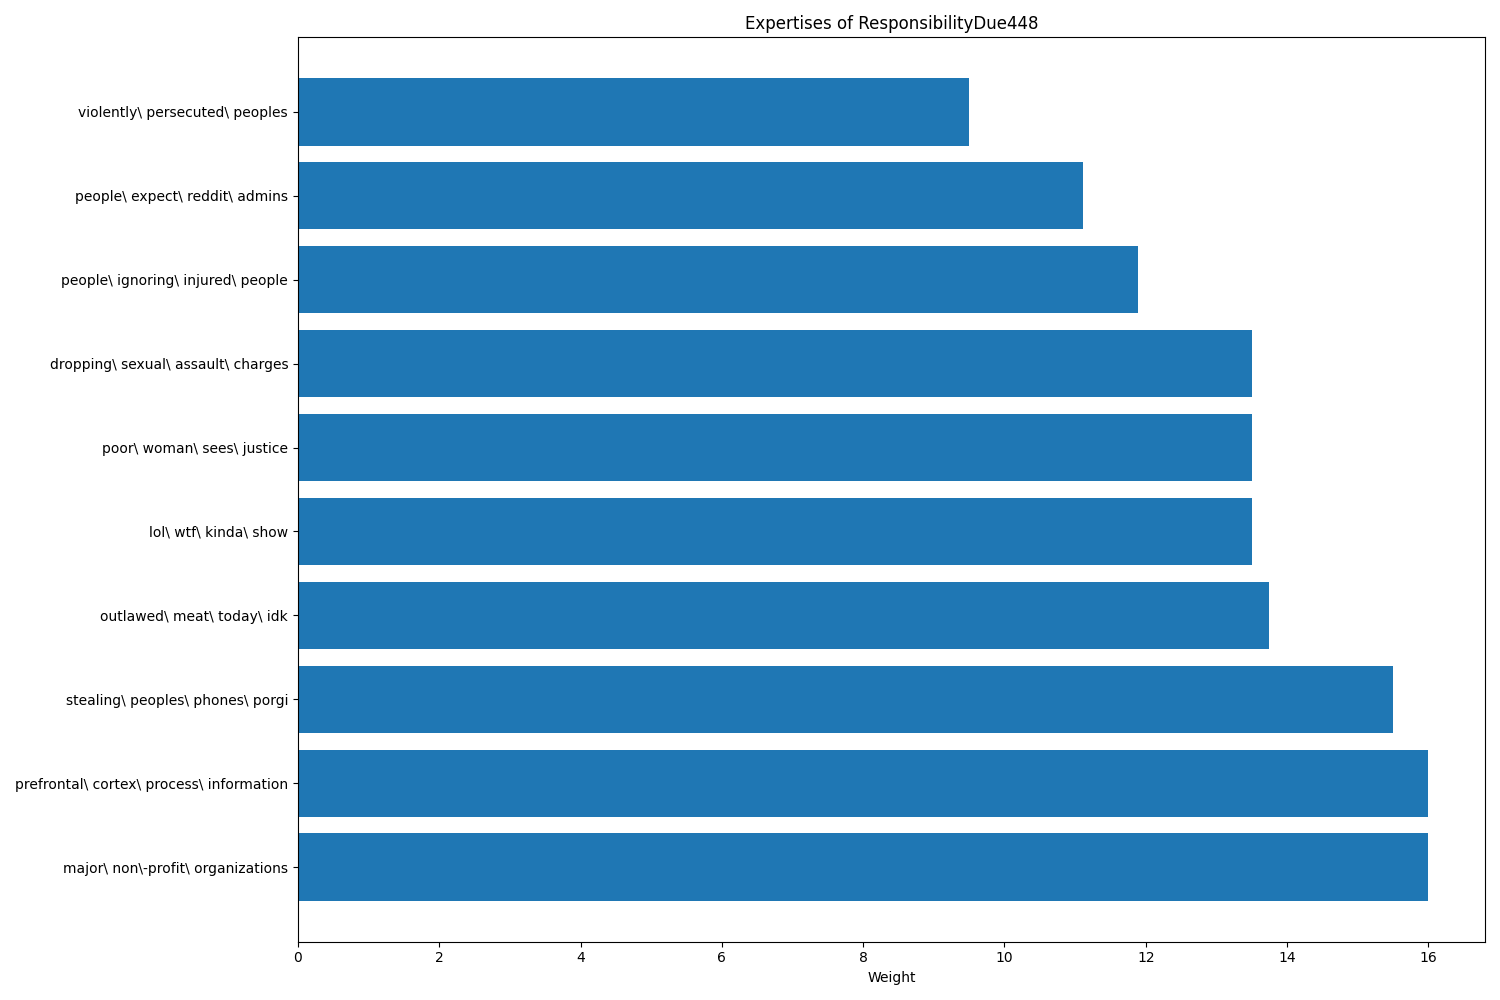 Expertises of ResponsibilityDue448
violently\ persecuted\ peoples
people\ expect\ reddit\ admins
people\ ignoring\ injured\ people
dropping\ sexual\ assault\ charges
poor\ woman\ sees\ justice
lol\ wtf\ kinda\ show
outlawed\ meat\ today\ idk
stealing\ peoples\ phones\ porgi
prefrontal\ cortex\ process\ information
major\ non\-profit\ organizations
0 2 4 6 8 10 12 14 16
Weight